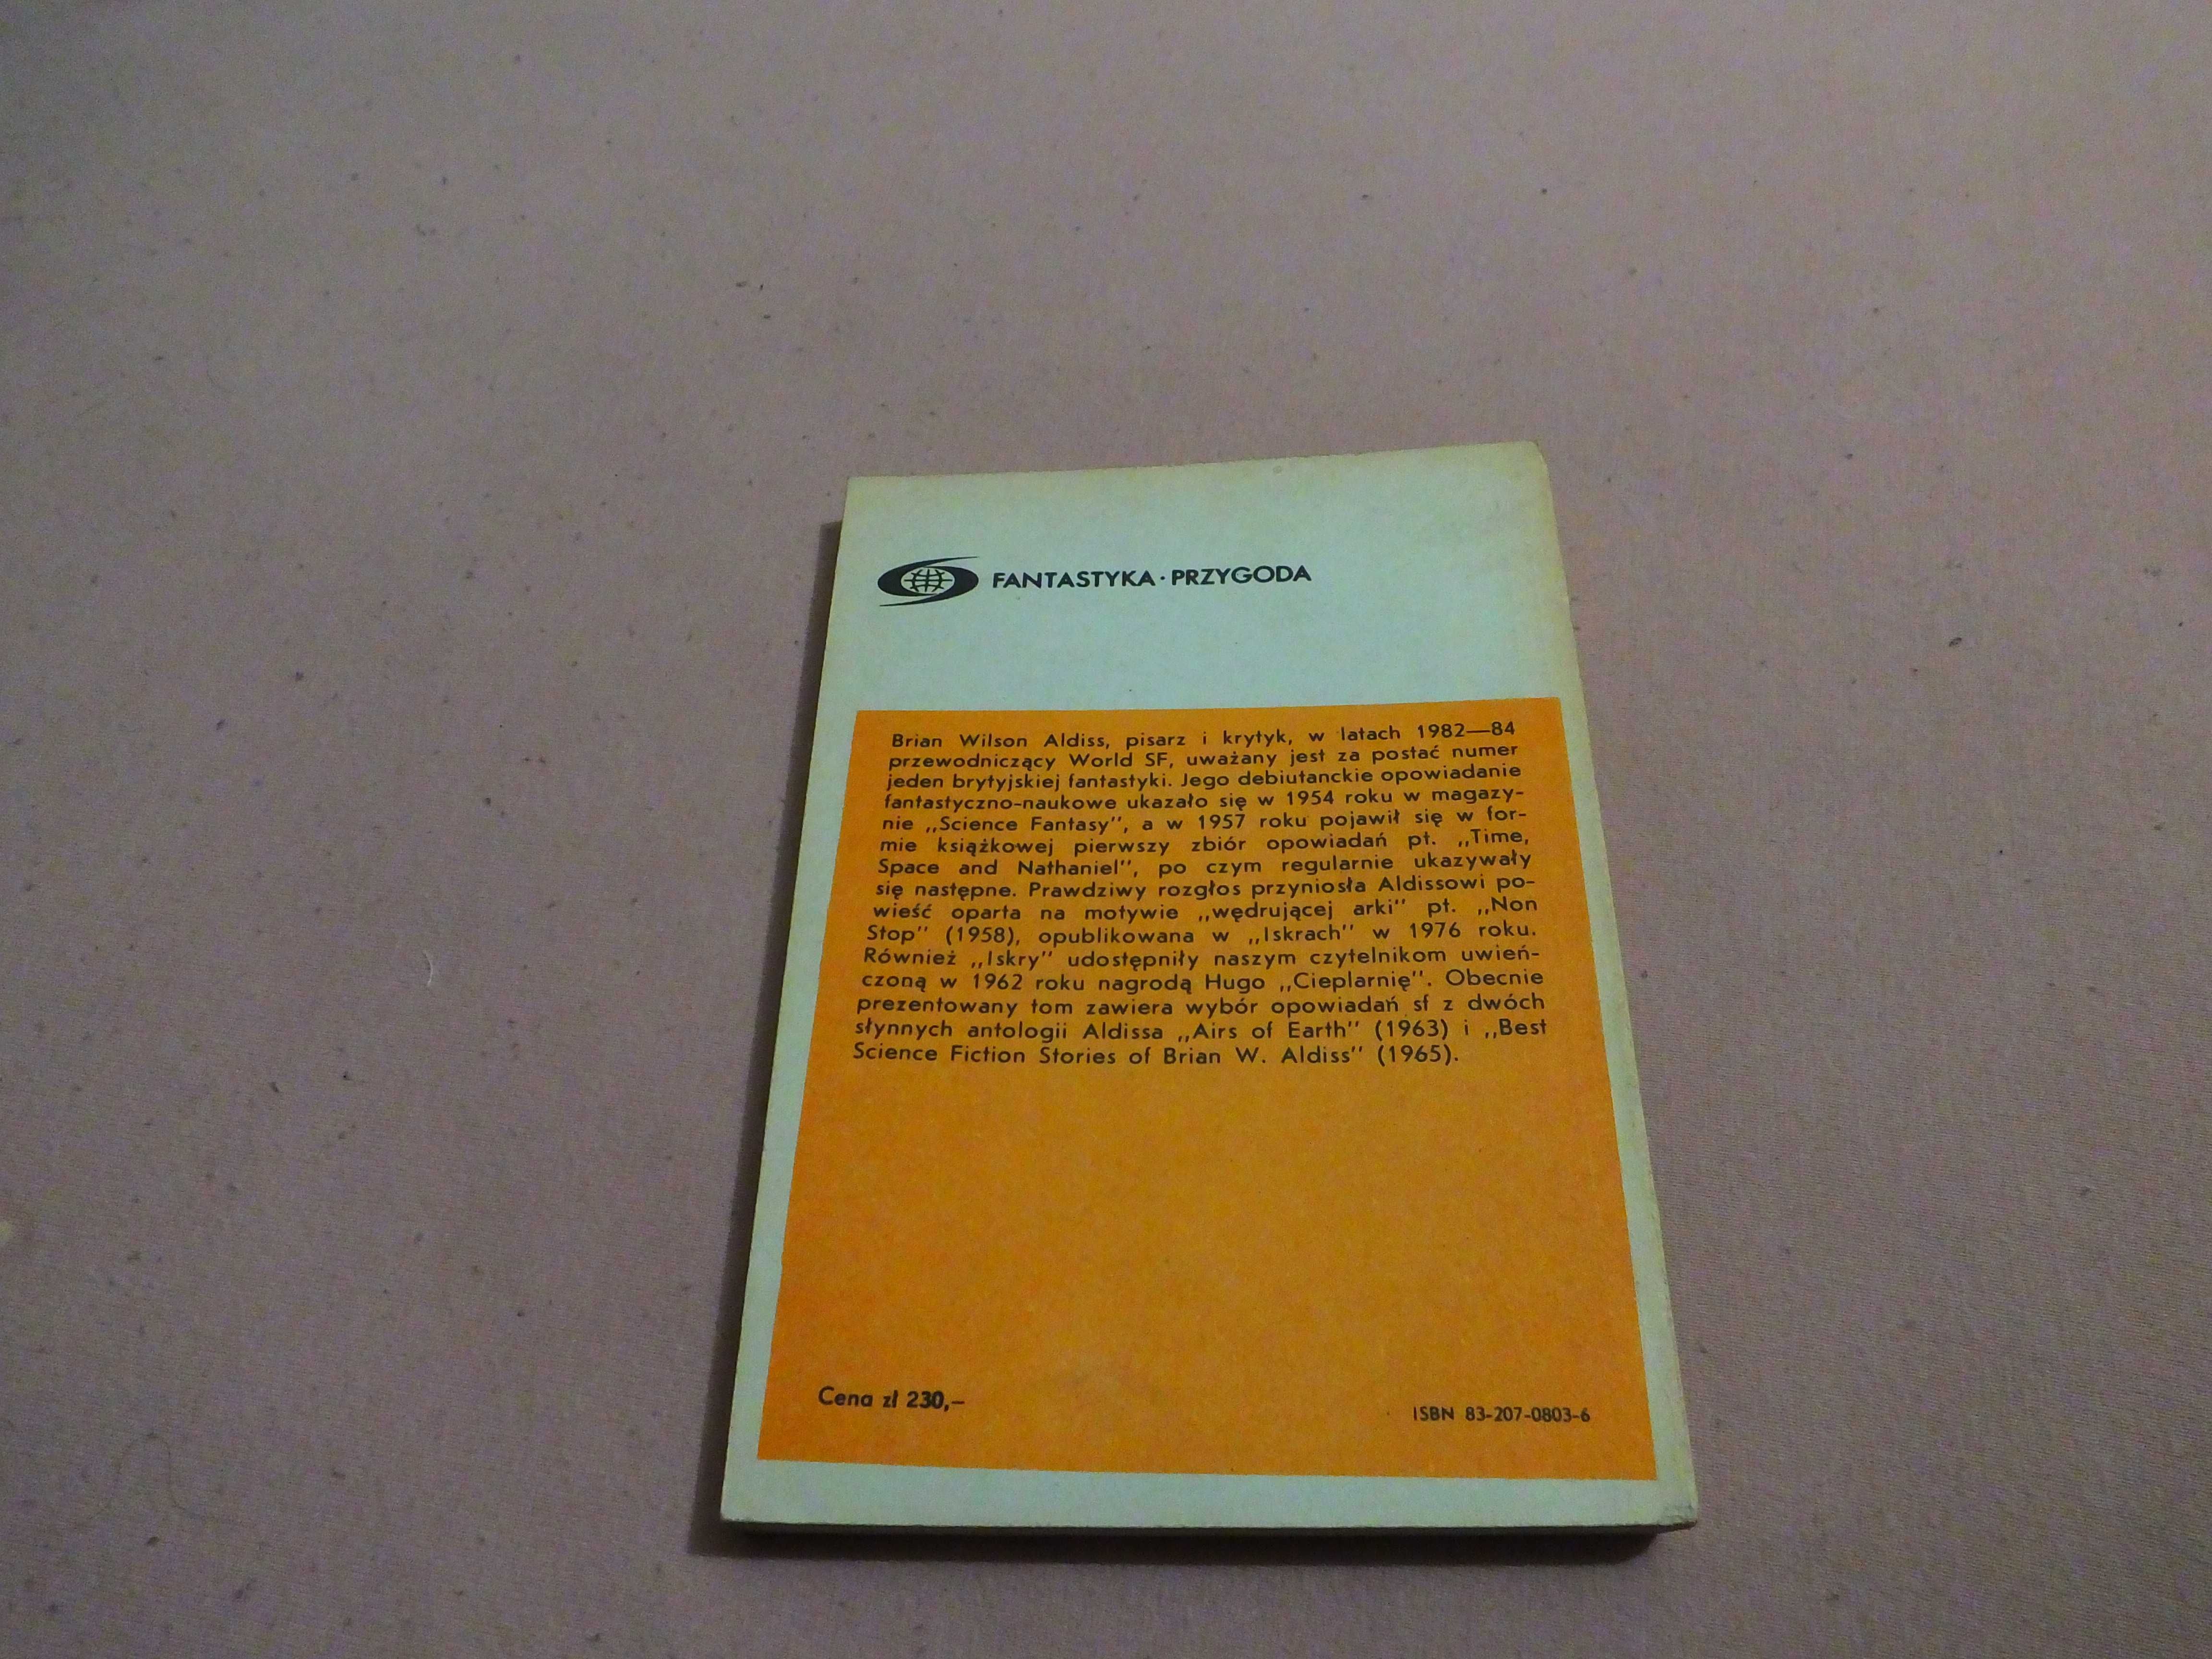 FANTASTYKA · PRZYGODA
Brian Wilson Aldiss, pisarz i krytyk, w latach 1982—84
przewodniczący World SF, uważany jest za postać numer
jeden brytyjskiej fantastyki. Jego debiutanckie opowiadanie
fantastyczno-naukowe ukazało się w 1954 roku w magazy-
nie „Science Fantasy”, a w 1957 roku pojawił się w for-
mie książkowej pierwszy zbiór opowiadań pt. „Time,
Space and Nathaniel”, po czym regularnie ukazywały
się następne. Prawdziwy rozgłos przyniosła Aldissowi po-
wieść oparta na motywie „wędrującej arki” pt. „Non
Stop” (1958), opublikowana w „Iskrach” w 1976 roku.
Również „Iskry” udostępniły naszym czytelnikom uwień-
czoną w 1962 roku nagrodą Hugo „Cieplarnię”. Obecnie
prezentowany tom zawiera wybór opowiadań sf z dwóch
słynnych antologii Aldissa „Airs of Earth” (1963) i „Best
Science Fiction Stories of Brian W. Aldiss” (1965).
Cena zł 230,–
ISBN 83-207-0803-6